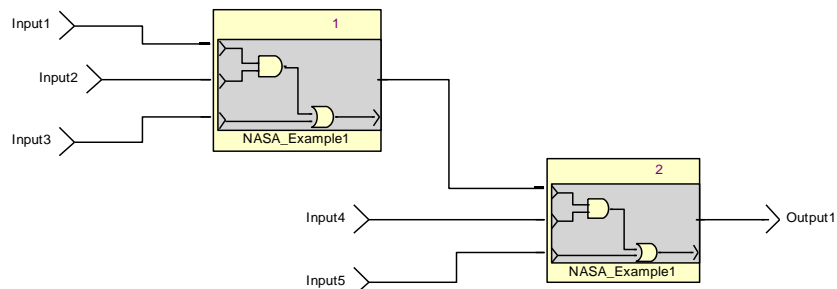 Input1
1
Input2
Input3
NASA_Example1
2
Input4
Output1
Input5
NASA_Example1